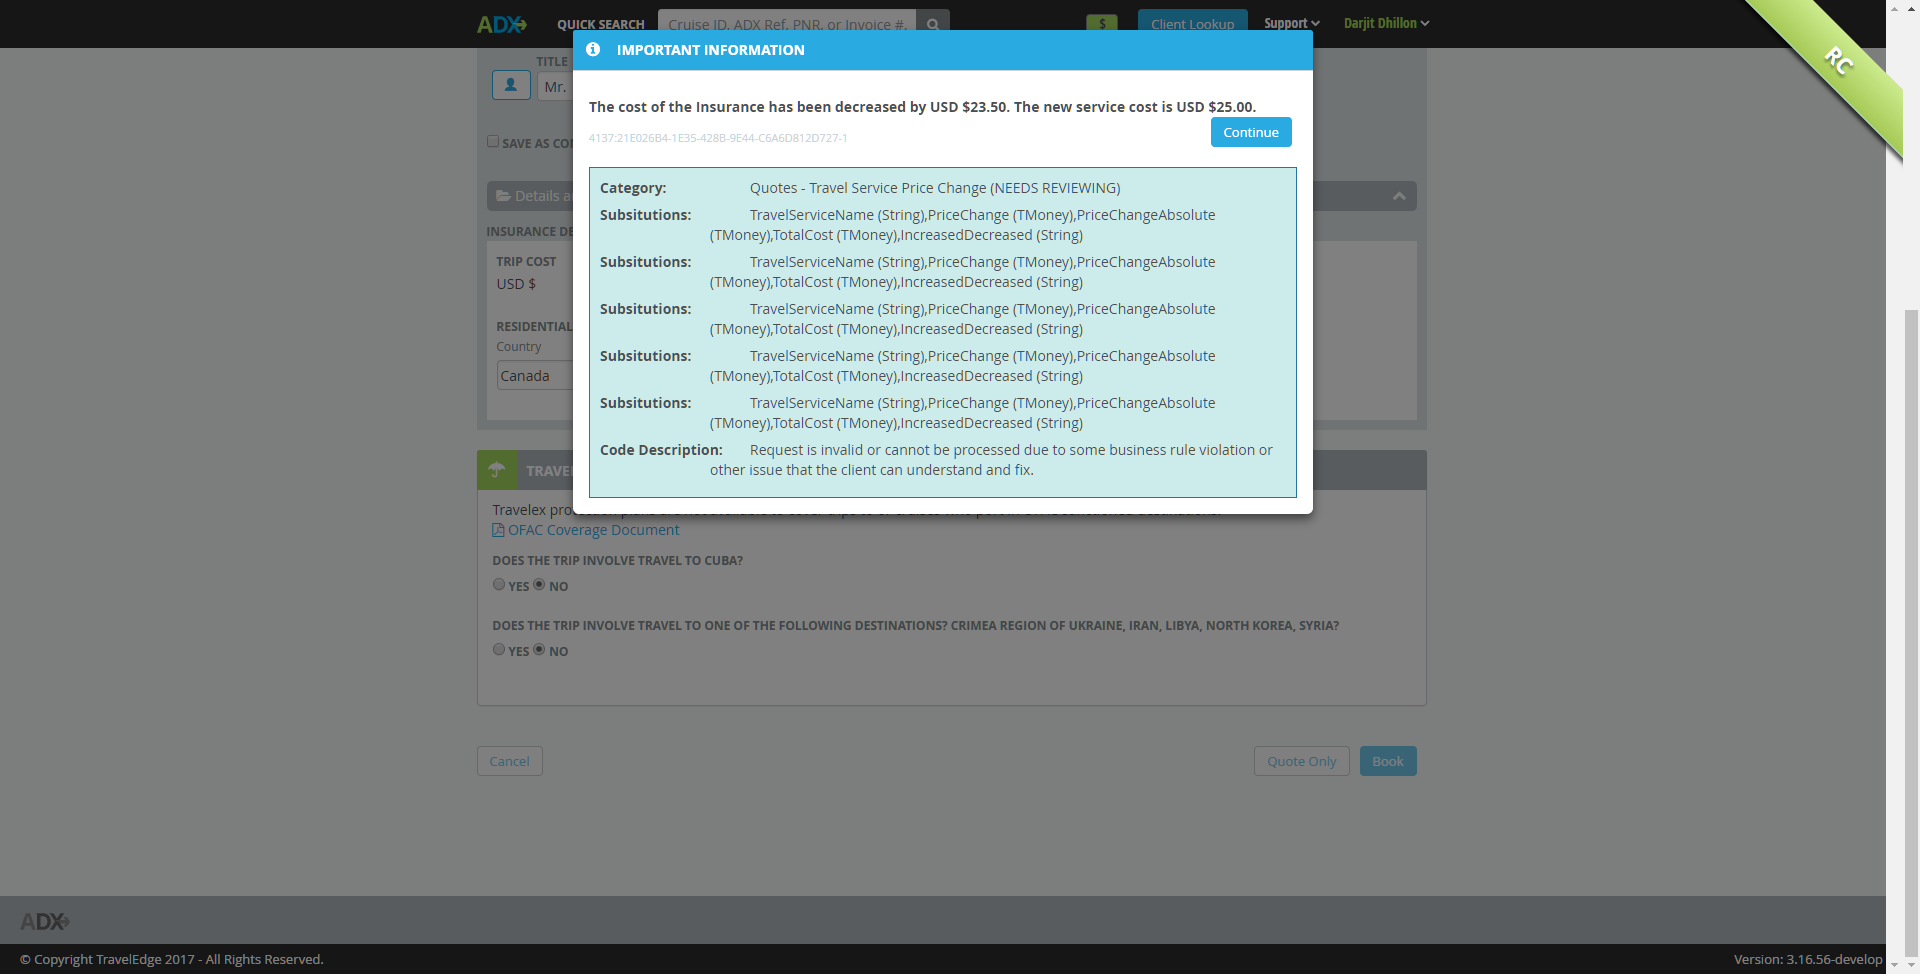 ADX
QUICK SEARCH
Cruise ID, ADX Ref, PNR, or Invoice #.
$
Client Lookup
Support
Darjit Dhillon
RC
IMPORTANT INFORMATION
TITLE
Mr.
The cost of the Insurance has been decreased by USD $23.50. The new service cost is USD $25.00.
4137:21E026B4-1E35-428B-9E44-C6A6D812D727-1
Continue
SAVE AS
Details
INSURANCE
TRIP COST
USD $
RESIDENTIAL
Country
Canada
Category: Quotes - Travel Service Price Change (NEEDS REVIEWING)
Subsitutions: TravelServiceName (String),PriceChange (TMoney),PriceChangeAbsolute
(TMoney),TotalCost (TMoney),IncreasedDecreased (String)
Subsitutions: TravelServiceName (String),PriceChange (TMoney),PriceChangeAbsolute
(TMoney),TotalCost (TMoney),IncreasedDecreased (String)
Subsitutions: TravelServiceName (String),PriceChange (TMoney),PriceChangeAbsolute
(TMoney),TotalCost (TMoney),IncreasedDecreased (String)
Subsitutions: TravelServiceName (String),PriceChange (TMoney),PriceChangeAbsolute
(TMoney),TotalCost (TMoney),IncreasedDecreased (String)
Subsitutions: TravelServiceName (String),PriceChange (TMoney),PriceChangeAbsolute
(TMoney),TotalCost (TMoney),IncreasedDecreased (String)
Code Description: Request is invalid or cannot be processed due to some business rule violation or
other issue that the client can understand and fix.
Travelex
OFAC Coverage Document
DOES THE TRIP INVOLVE TRAVEL TO CUBA?
YES NO
DOES THE TRIP INVOLVE TRAVEL TO ONE OF THE FOLLOWING DESTINATIONS? CRIMEA REGION OF UKRAINE, IRAN, LIBYA, NORTH KOREA, SYRIA?
YES NO
Cancel
Quote Only
Book
ADX
© Copyright TravelEdge 2017 - All Rights Reserved.
Version: 3.16.56-develop